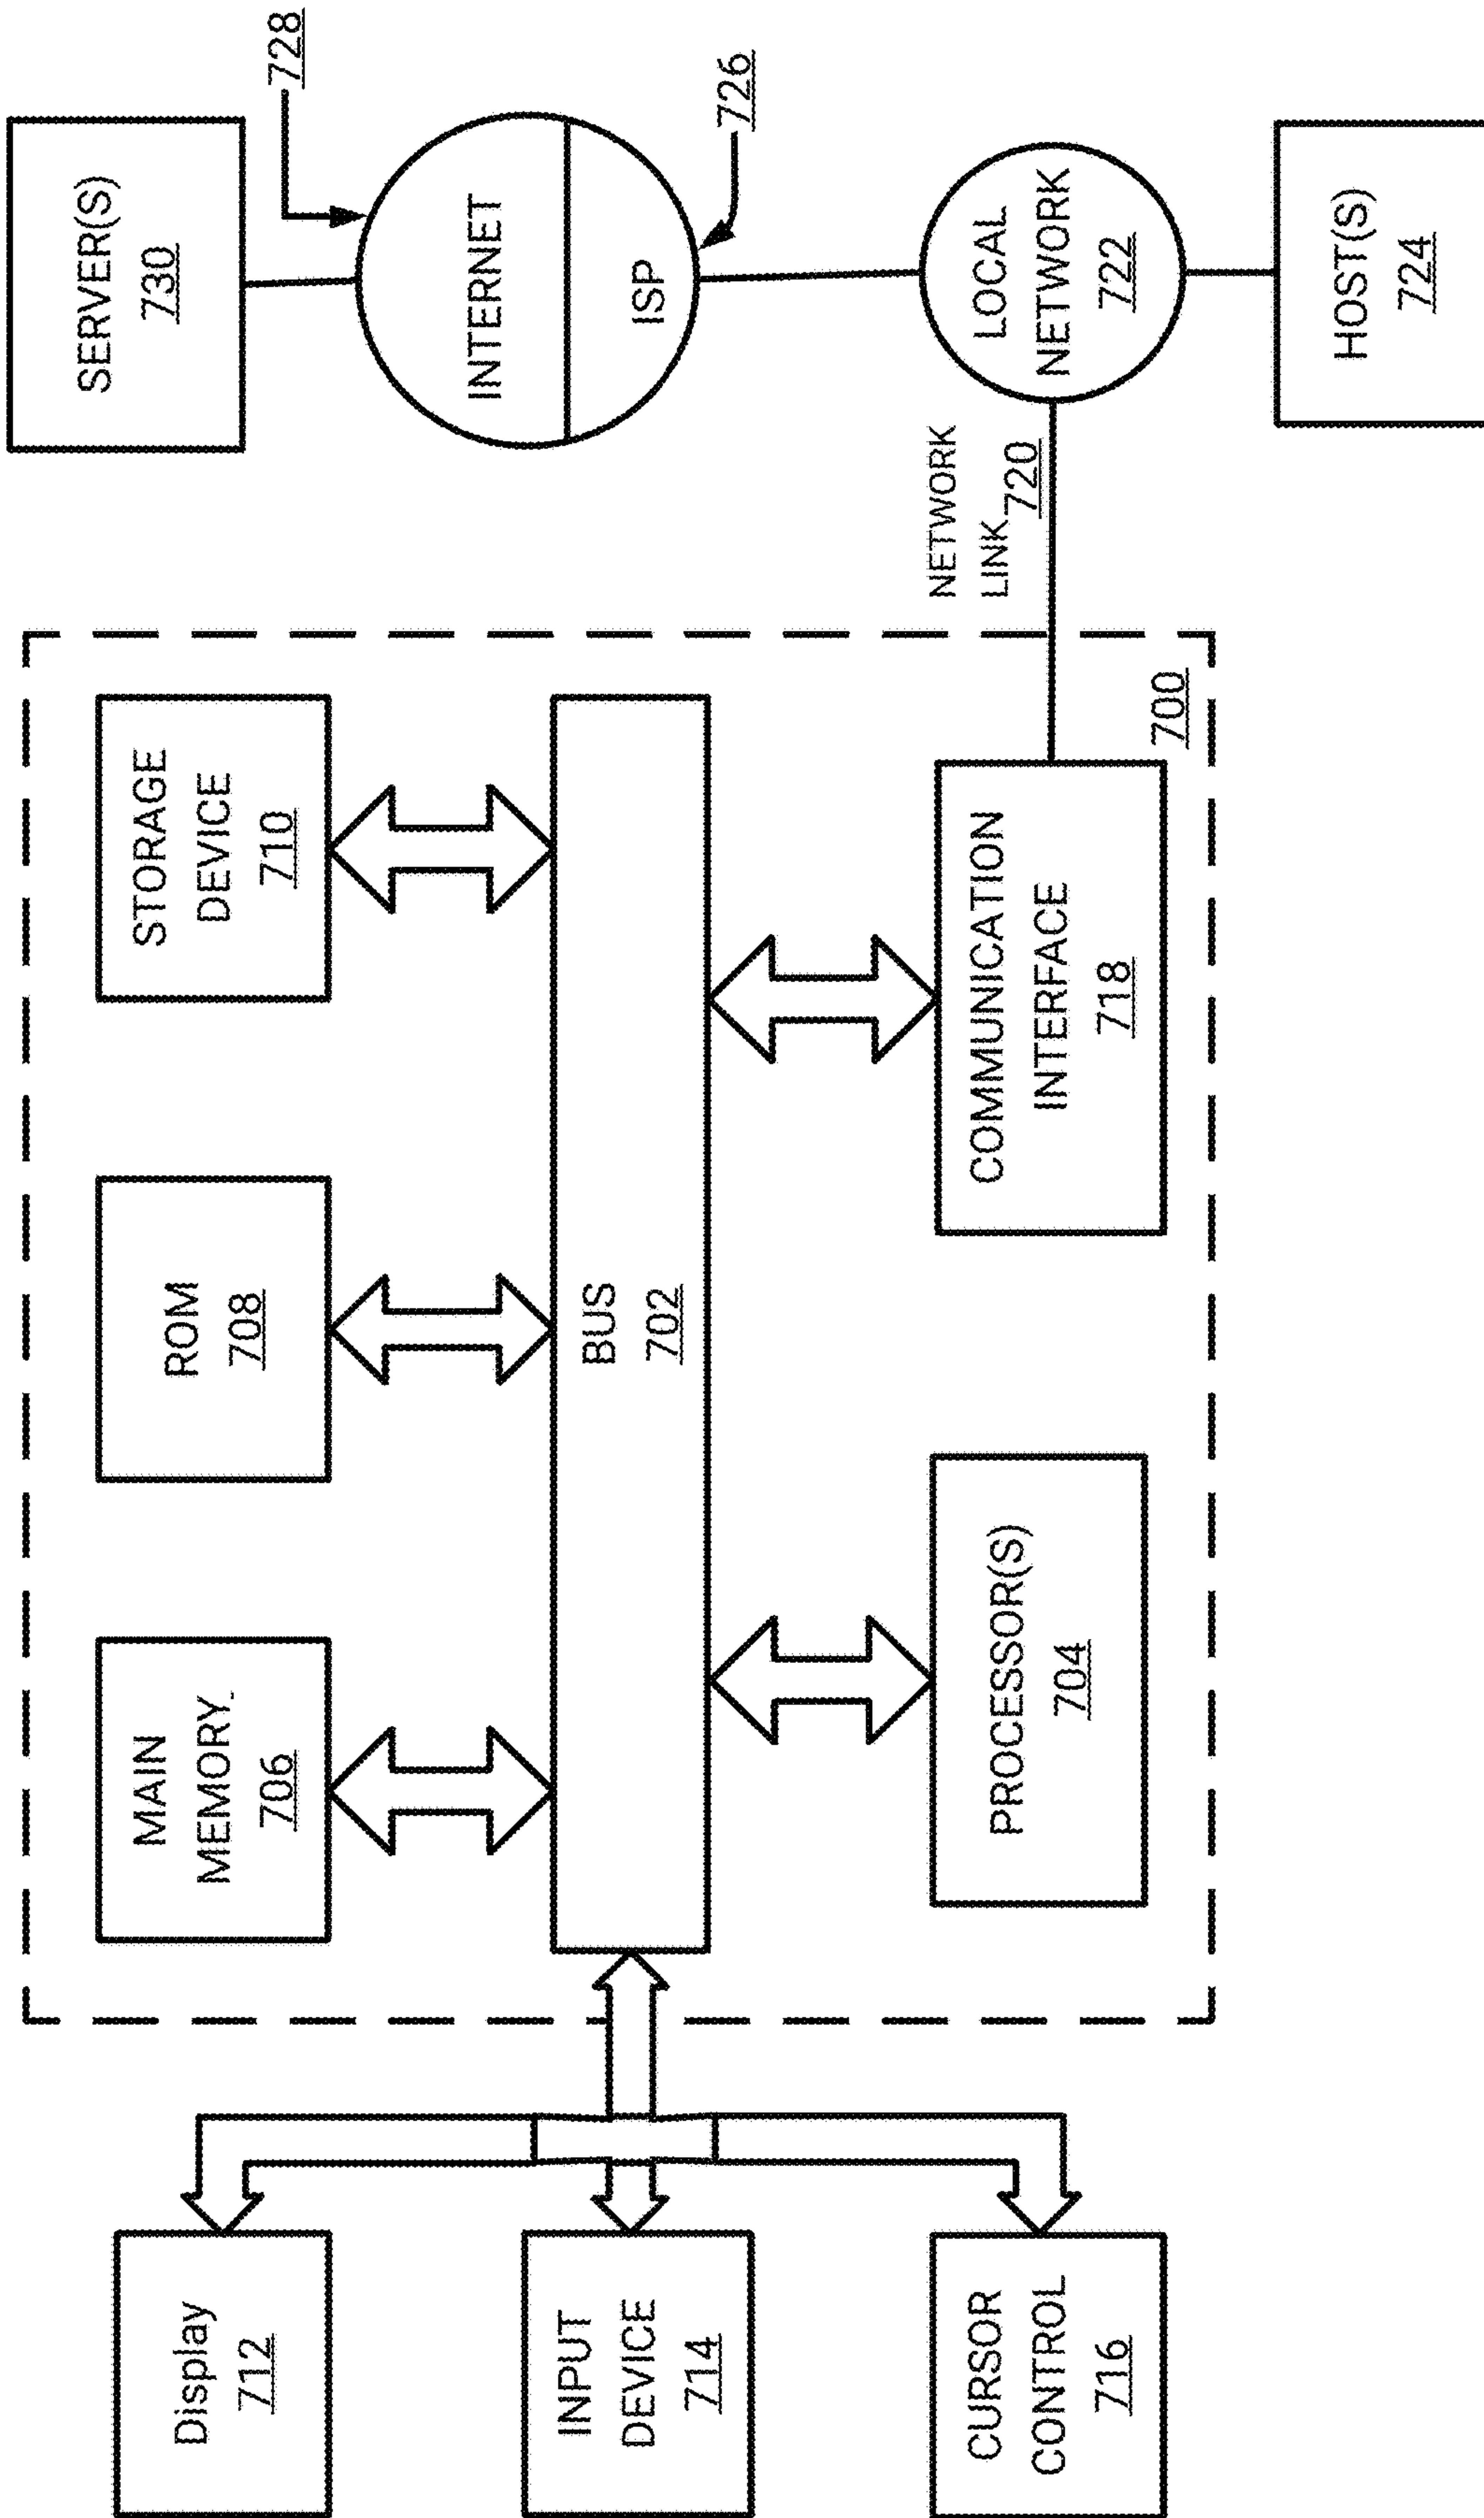 Display
712
INPUT
DEVICE
714
CURSOR
CONTROL
716
MAIN
MEMORY
706
ROM
708
STORAGE
DEVICE
710
BUS
702
PROCESSOR(S)
704
COMMUNICATION
INTERFACE
718
700
NETWORK
LINK 720
SERVER(S)
730
728
INTERNET
ISP
726
LOCAL
NETWORK
722
HOST(S)
724